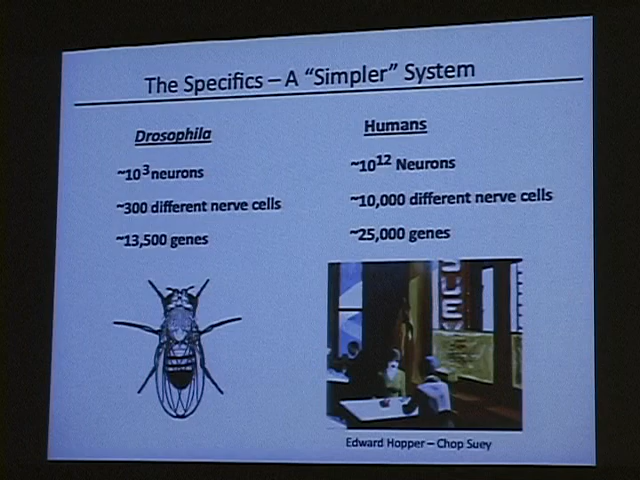 The Specifics – A “Simpler” System
Drosophila
~10³ neurons
~300 different nerve cells
~13,500 genes
Humans
~10¹² Neurons
~10,000 different nerve cells
~25,000 genes
SUEY
Edward Hopper – Chop Suey